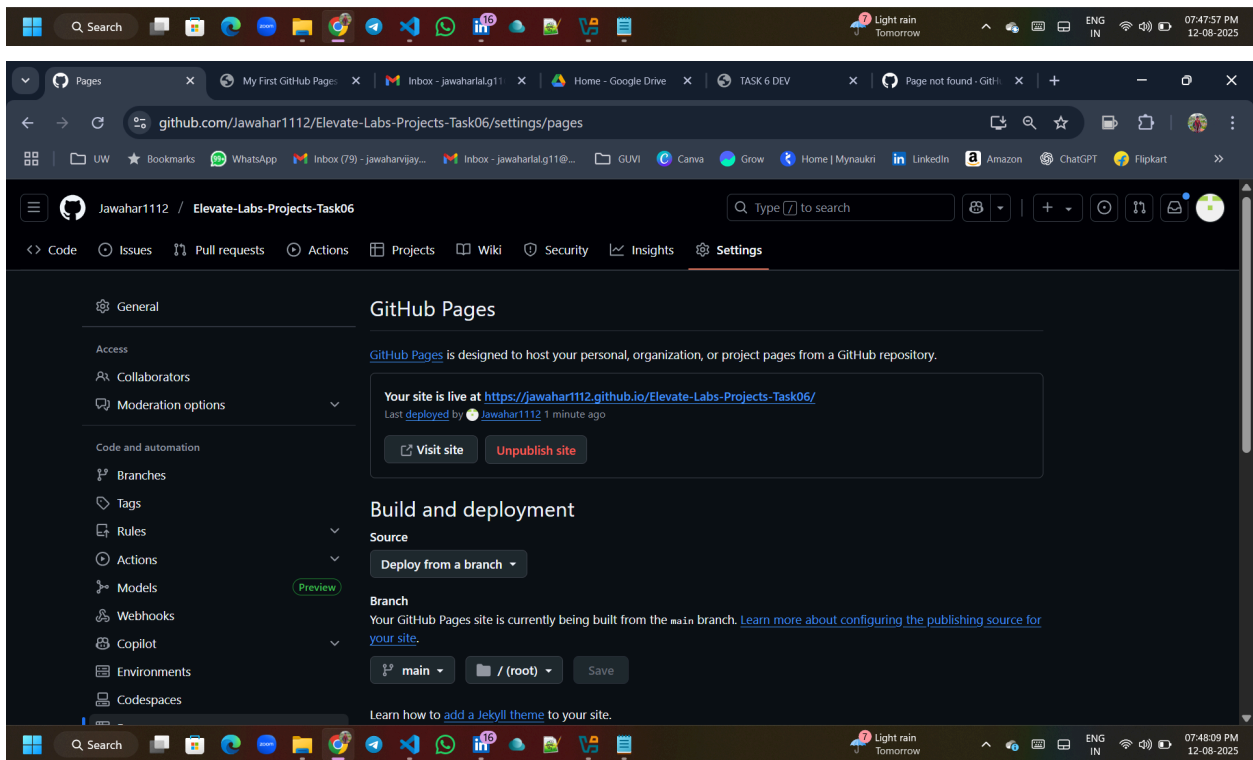 Search
16
7
Light rain
Tomorrow
ENG
IN
07:47:57 PM
12-08-2025
Pages
My First GitHub Pages
Inbox - jawaharlal.g11
Home - Google Drive
TASK 6 DEV
Page not found · GitH
github.com/Jawahar1112/Elevate-Labs-Projects-Task06/settings/pages
UW
Bookmarks
99+
WhatsApp
Inbox (79) - jawaharvijay...
Inbox - jawaharlal.g11@...
GUVI
Canva
Grow
Home | Mynaukri
LinkedIn
Amazon
ChatGPT
Flipkart
Jawahar1112 / Elevate-Labs-Projects-Task06
Type / to search
Code
Issues
Pull requests
Actions
Projects
Wiki
Security
Insights
Settings
General
Access
Collaborators
Moderation options
Code and automation
Branches
Tags
Rules
Actions
Models
Preview
Webhooks
Copilot
Environments
Codespaces
GitHub Pages
GitHub Pages is designed to host your personal, organization, or project pages from a GitHub repository.
Your site is live at https://jawahar1112.github.io/Elevate-Labs-Projects-Task06/
Last deployed by Jawahar1112 1 minute ago
Visit site
Unpublish site
Build and deployment
Source
Deploy from a branch
Branch
Your GitHub Pages site is currently being built from the main branch. Learn more about configuring the publishing source for
your site.
main
/ (root)
Save
Learn how to add a Jekyll theme to your site.
Search
16
7
Light rain
Tomorrow
ENG
IN
07:48:09 PM
12-08-2025